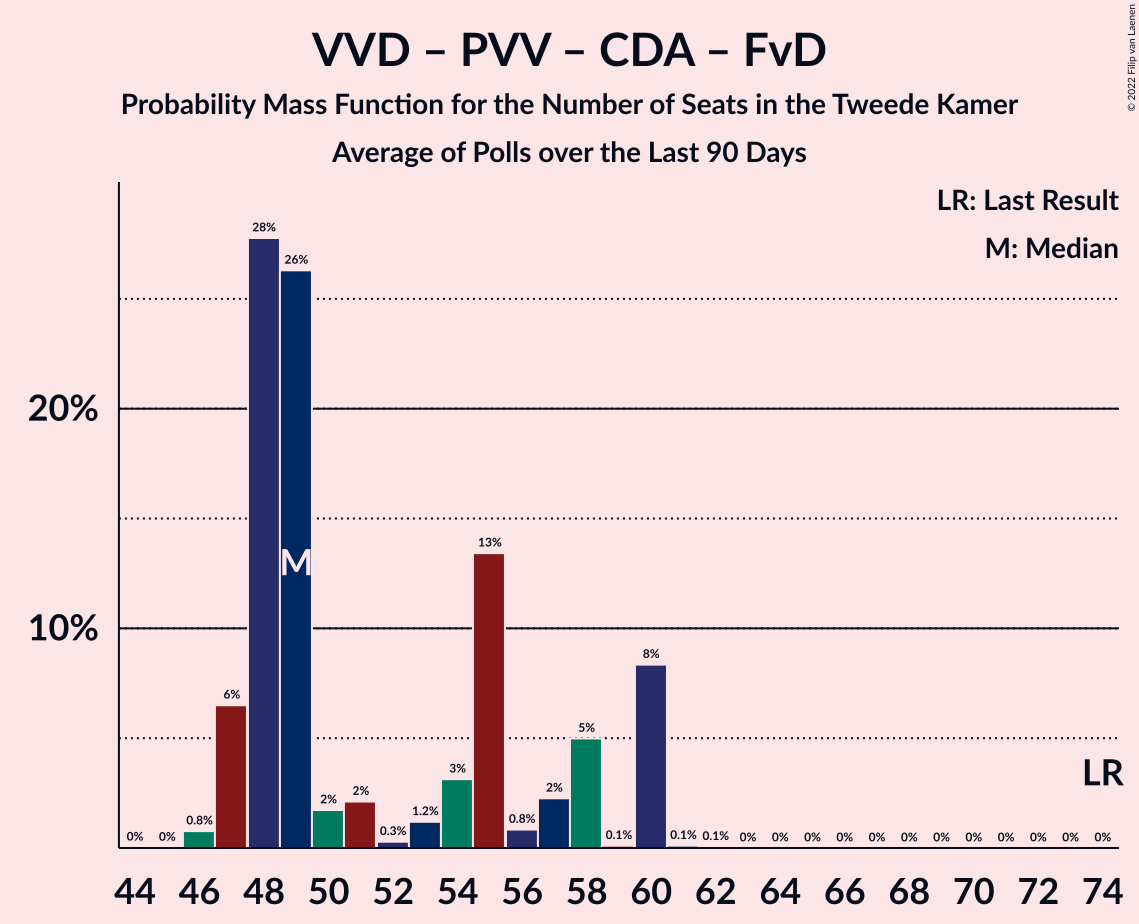 VVD – PVV – CDA – FvD
Probability Mass Function for the Number of Seats in the Tweede Kamer
Average of Polls over the Last 90 Days
© 2022 Filip van Laenen
LR: Last Result
M: Median
28%
26%
20%
M
13%
10%
8%
6%
5%
3%
LR
2%
2%
2%
1.2%
0.8%
0.8%
0.3%
0% 0% 0.1% 0.1% 0.1% 0% 0% 0% 0% 0% 0% 0% 0% 0% 0% 0% 0%
44 46 48 50 52 54 56 58 60 62 64 66 68 70 72 74